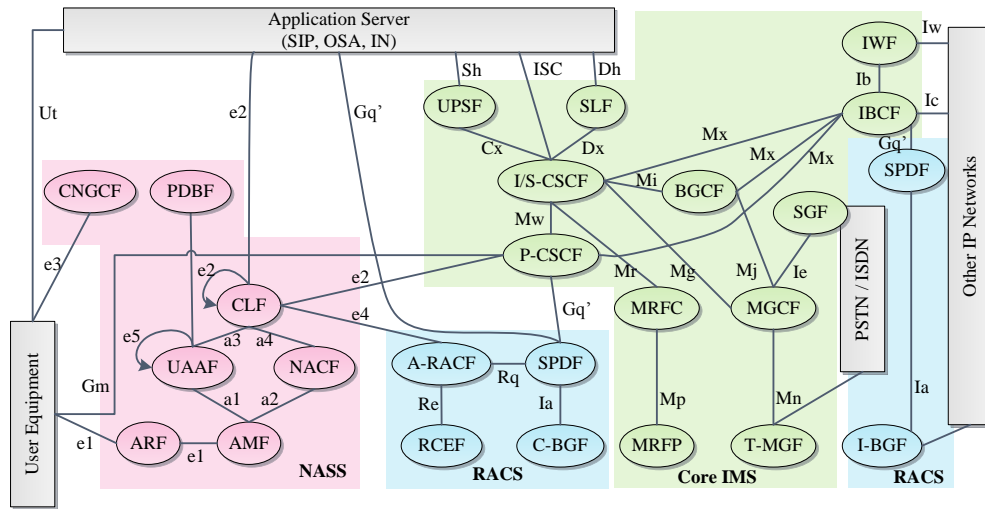 Application Server
(SIP, OSA, IN)
IWF
Iw
Sh
ISC
Dh
Ib
Ut
e2
Gq’
UPSF
SLF
IBCF
Ic
Mx
Gq’
Cx
Dx
Mx
Mx
SPDF
CNGCF
PDBF
I/S-CSCF
Mi
BGCF
SGF
Mw
P-CSCF
e3
e2
e2
Mr
Mg
Mj
Ie
CLF
Gq’
MRFC
MGCF
PSTN / ISDN
Other IP Networks
e4
e5
a3
a4
UAAF
NACF
A-RACF
Rq
SPDF
User Equipment
Gm
a1
a2
Re
Ia
Mp
Mn
Ia
e1
ARF
e1
AMF
RCEF
C-BGF
MRFP
T-MGF
I-BGF
NASS
RACS
Core IMS
RACS